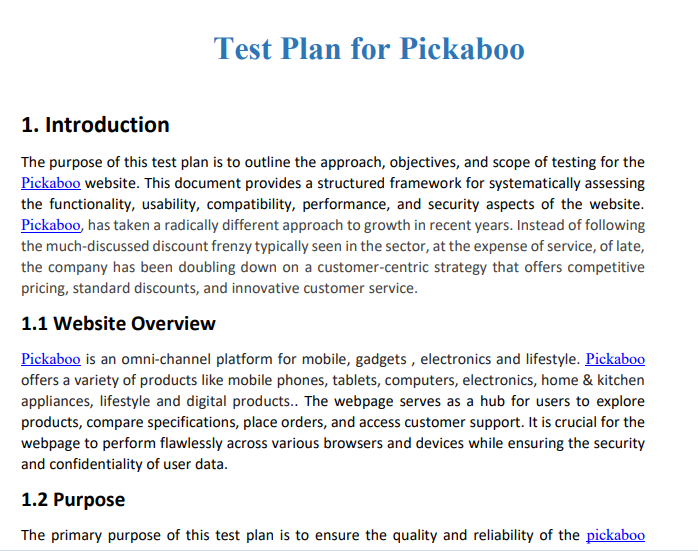 Test Plan for Pickaboo
1. Introduction
The purpose of this test plan is to outline the approach, objectives, and scope of testing for the
Pickaboo website. This document provides a structured framework for systematically assessing
the functionality, usability, compatibility, performance, and security aspects of the website.
Pickaboo, has taken a radically different approach to growth in recent years. Instead of following
the much-discussed discount frenzy typically seen in the sector, at the expense of service, of late,
the company has been doubling down on a customer-centric strategy that offers competitive
pricing, standard discounts, and innovative customer service.
1.1 Website Overview
Pickaboo is an omni-channel platform for mobile, gadgets , electronics and lifestyle. Pickaboo
offers a variety of products like mobile phones, tablets, computers, electronics, home & kitchen
appliances, lifestyle and digital products.. The webpage serves as a hub for users to explore
products, compare specifications, place orders, and access customer support. It is crucial for the
webpage to perform flawlessly across various browsers and devices while ensuring the security
and confidentiality of user data.
1.2 Purpose
The primary purpose of this test plan is to ensure the quality and reliability of the pickaboo